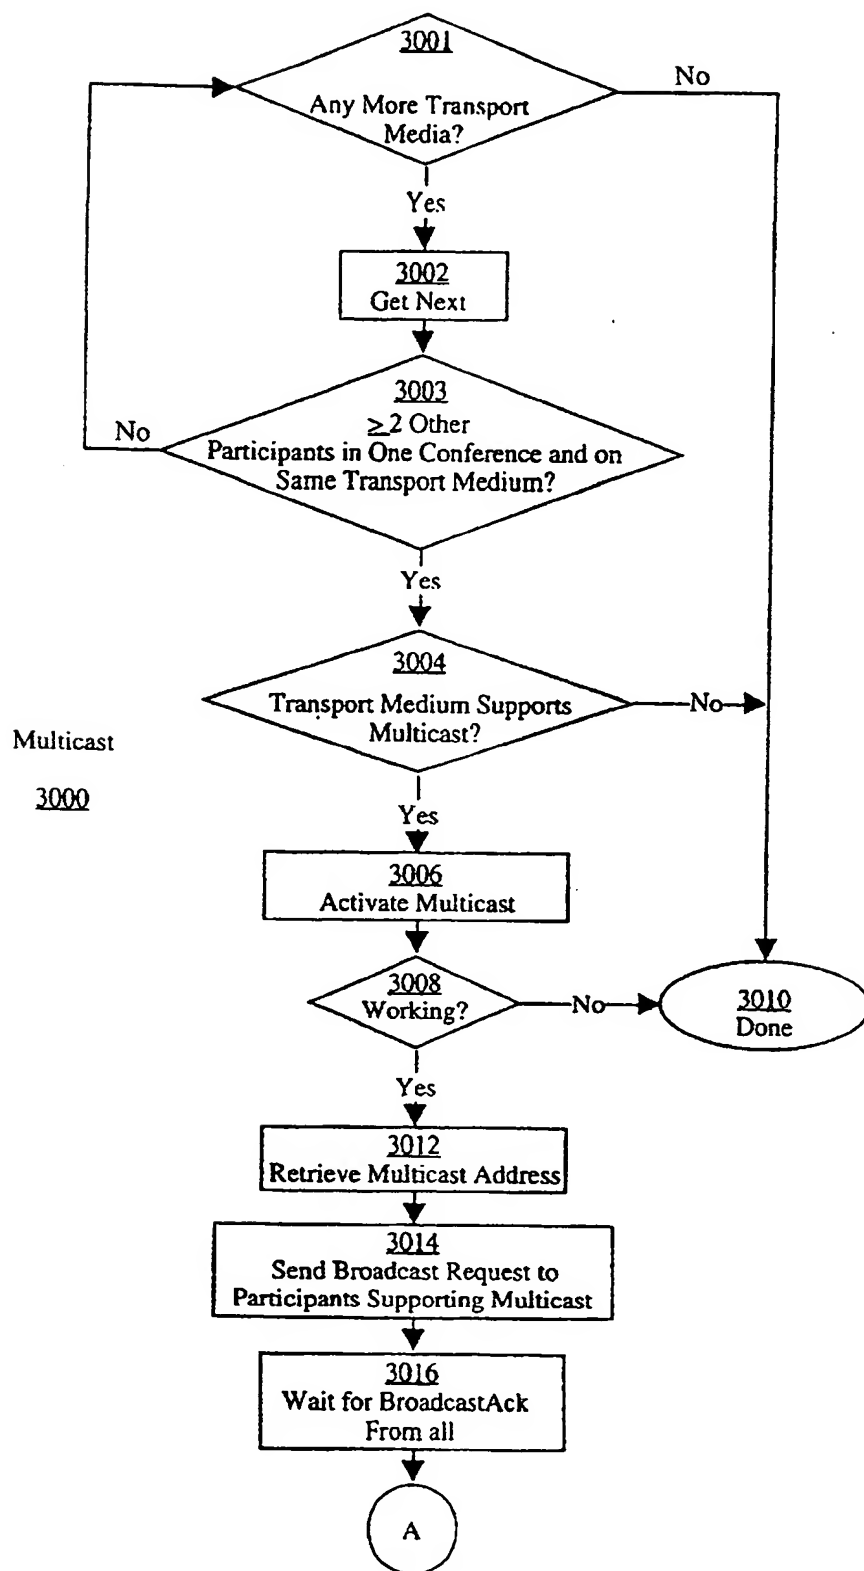 3001
Any More Transport
Media?
No
Yes
3002
Get Next
3003
≥2 Other
Participants in One Conference and on
Same Transport Medium?
No
Yes
3004
Transport Medium Supports
Multicast?
No
Multicast
3000
Yes
3006
Activate Multicast
3008
Working?
No
3010
Done
Yes
3012
Retrieve Multicast Address
3014
Send Broadcast Request to
Participants Supporting Multicast
3016
Wait for BroadcastAck
From all
A